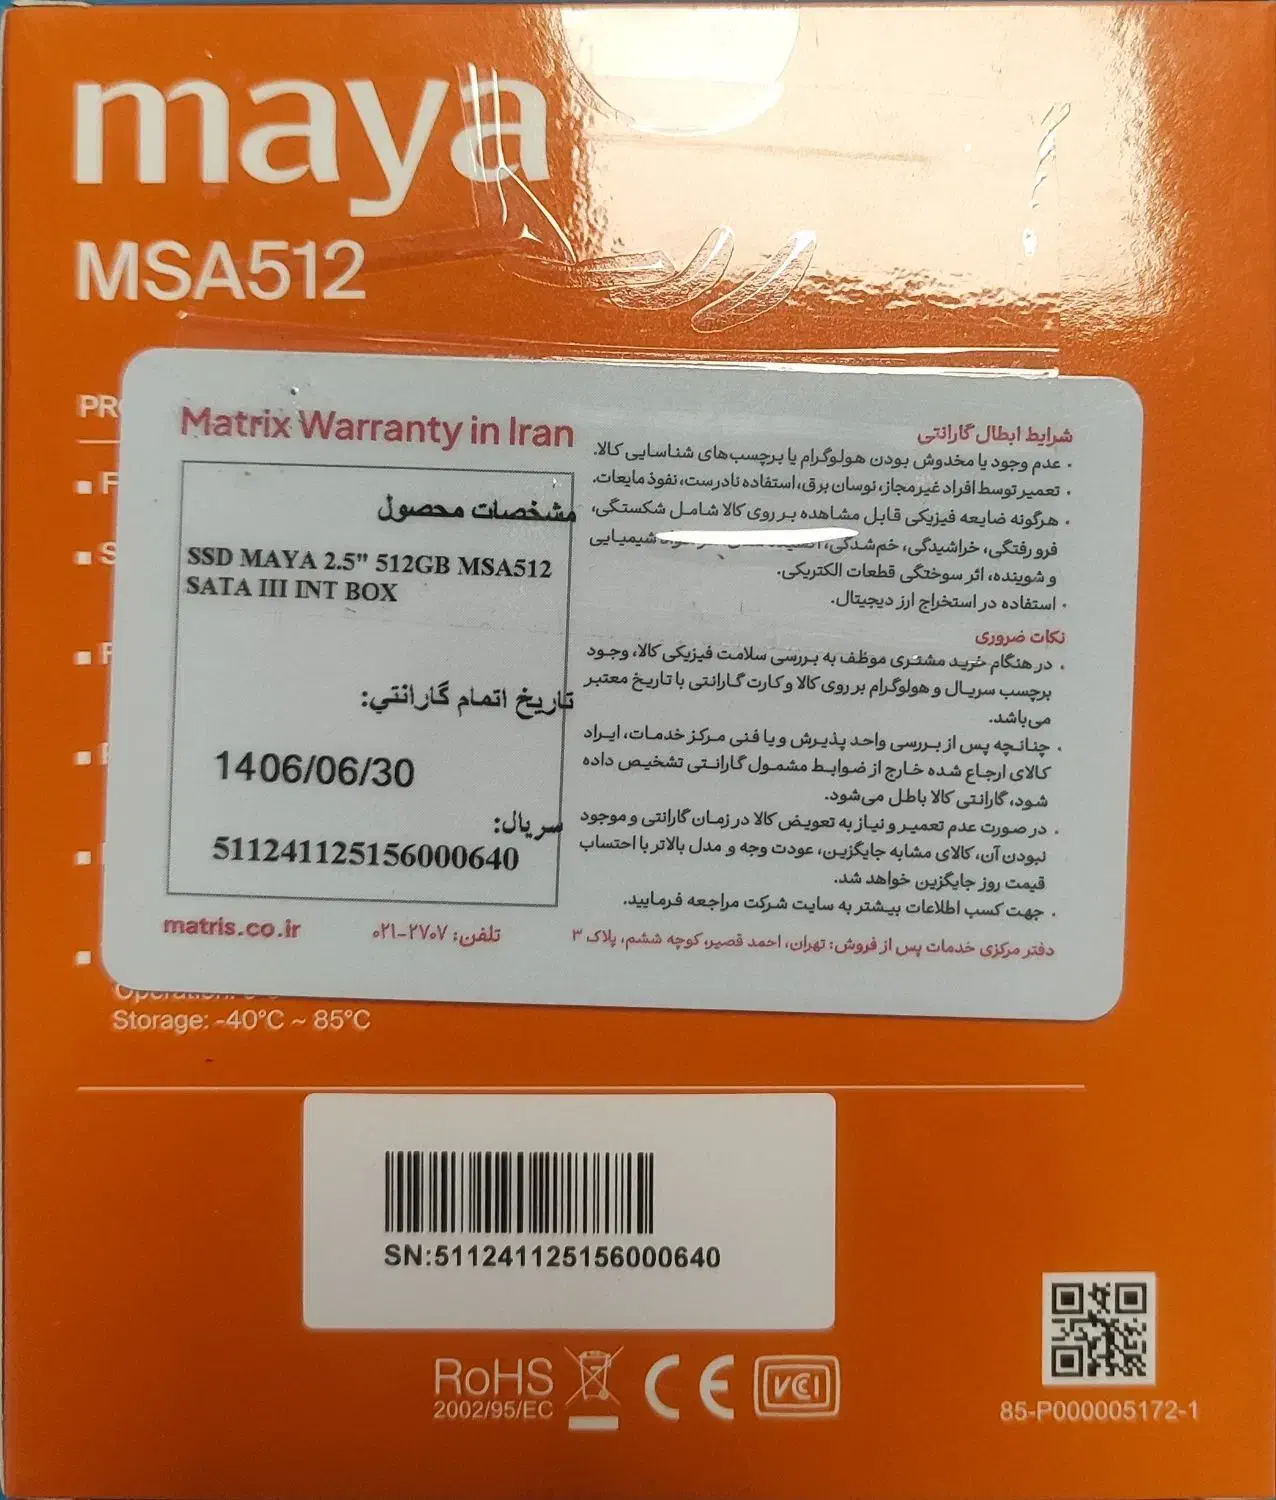 maya
MSA512
Matrix Warranty in Iran
مشخصات محصول
SSD MAYA 2.5" 512GB MSA512
SATA III INT BOX
تاريخ اتمام گارانتي:
1406/06/30
سريال:
511241125156000640
matris.co.ir
تلفن: ۰۲۱-۲۷۰۷
شرایط ابطال گارانتی
· عدم وجود یا مخدوش بودن هولوگرام یا برچسب‌های شناسایی کالا.
· تعمیر توسط افراد غیر مجاز، نوسان برق، استفاده نادرست، نفوذ مایعات.
· هرگونه ضایعه فیزیکی قابل مشاهده بر روی کالا شامل شکستگی،
فرو رفتگی، خراشیدگی، خم‌شدگی، شیمیایی
و شوینده، اثر سوختگی قطعات الکتریکی.
· استفاده در استخراج ارز دیجیتال.
نکات ضروری
· در هنگام خرید مشتری موظف به بررسی سلامت فیزیکی کالا، وجود
برچسب سریال و هولوگرام بر روی کالا و کارت گارانتی با تاریخ معتبر
می‌باشد.
· چنانچه پس از بررسی واحد پذیرش و یا فنی مرکز خدمات، ایراد
کالای ارجاع شده خارج از ضوابط مشمول گارانتی تشخیص داده
شود، گارانتی کالا باطل می‌شود.
· در صورت عدم تعمیر و نیاز به تعویض کالا در زمان گارانتی و موجود
نبودن آن، کالای مشابه جایگزین، عودت وجه و مدل بالاتر با احتساب
قیمت روز جایگزین خواهد شد.
· جهت کسب اطلاعات بیشتر به سایت شرکت مراجعه فرمایید.
دفتر مرکزی خدمات پس از فروش: تهران، احمد قصیر، کوچه ششم، پلاک ۳
Storage: -40°C ~ 85°C
SN:511241125156000640
RoHS
2002/95/EC
CE
VCI
85-P000005172-1